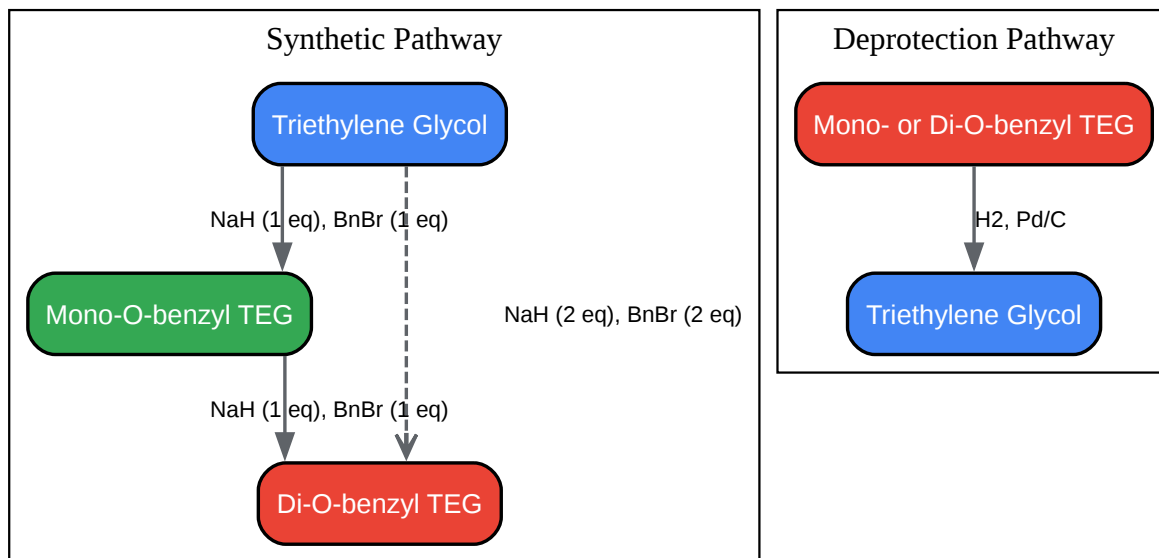 Synthetic Pathway
Triethylene Glycol
NaH (1 eq), BnBr (1 eq)
Mono-O-benzyl TEG
NaH (2 eq), BnBr (2 eq)
NaH (1 eq), BnBr (1 eq)
Di-O-benzyl TEG
Deprotection Pathway
Mono- or Di-O-benzyl TEG
H2, Pd/C
Triethylene Glycol